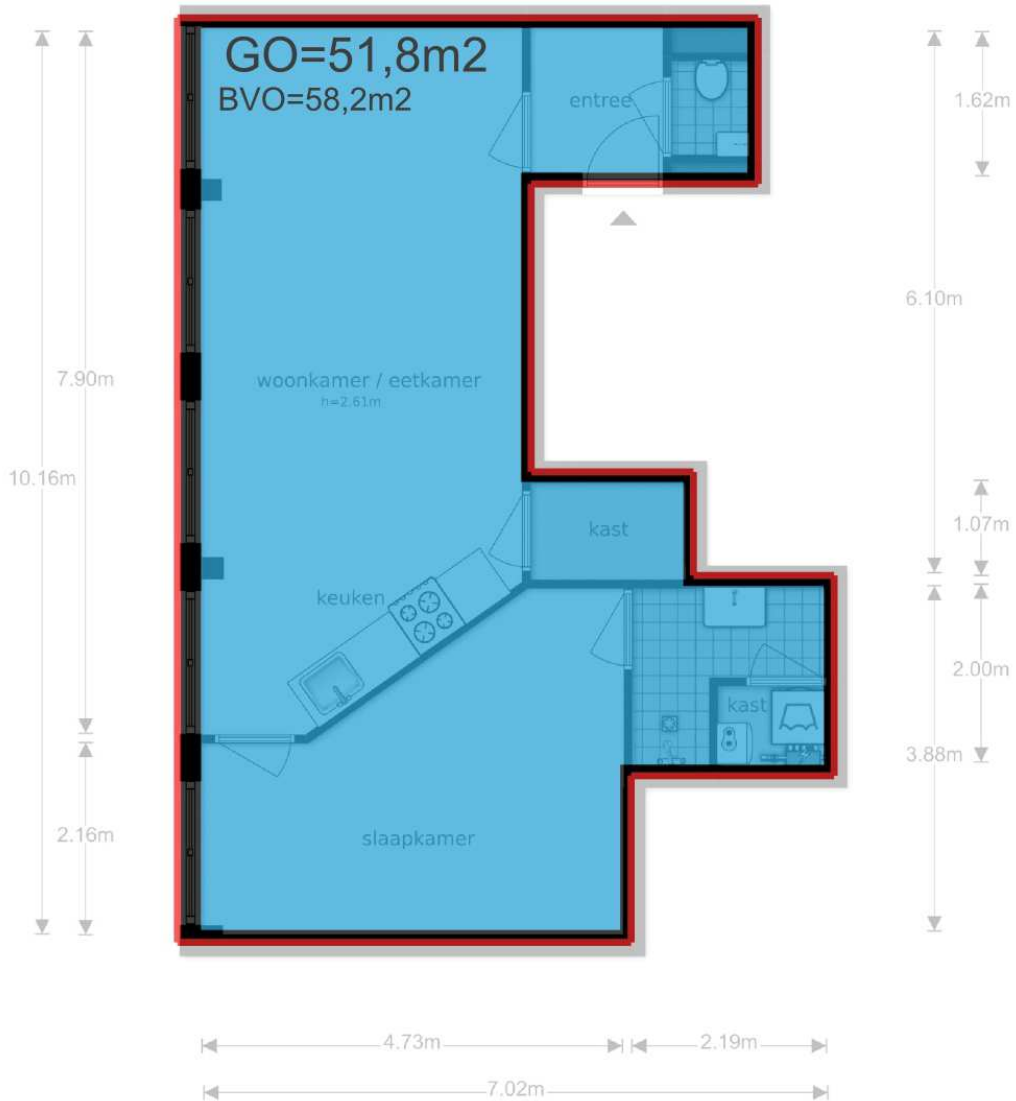 GO=51,8m2
BVO=58,2m2
entree
1.62m
6.10m
7.90m
woonkamer / eetkamer
h=2.61m
10.16m
kast
1.07m
keuken
2.00m
kast
3.88m
2.16m
slaapkamer
4.73m
2.19m
7.02m